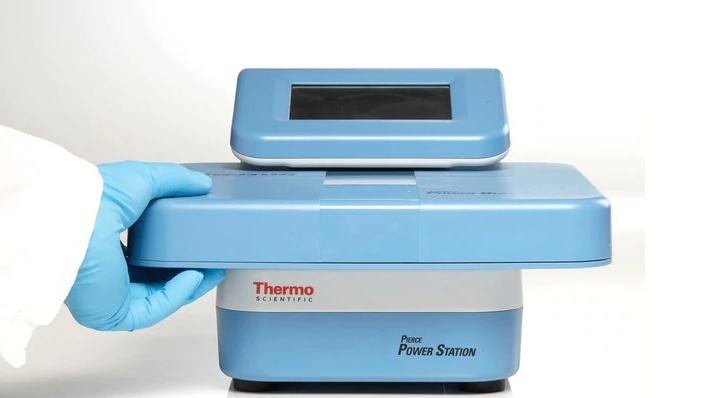 Thermo
SCIENTIFIC
PIERCE
POWER STATION